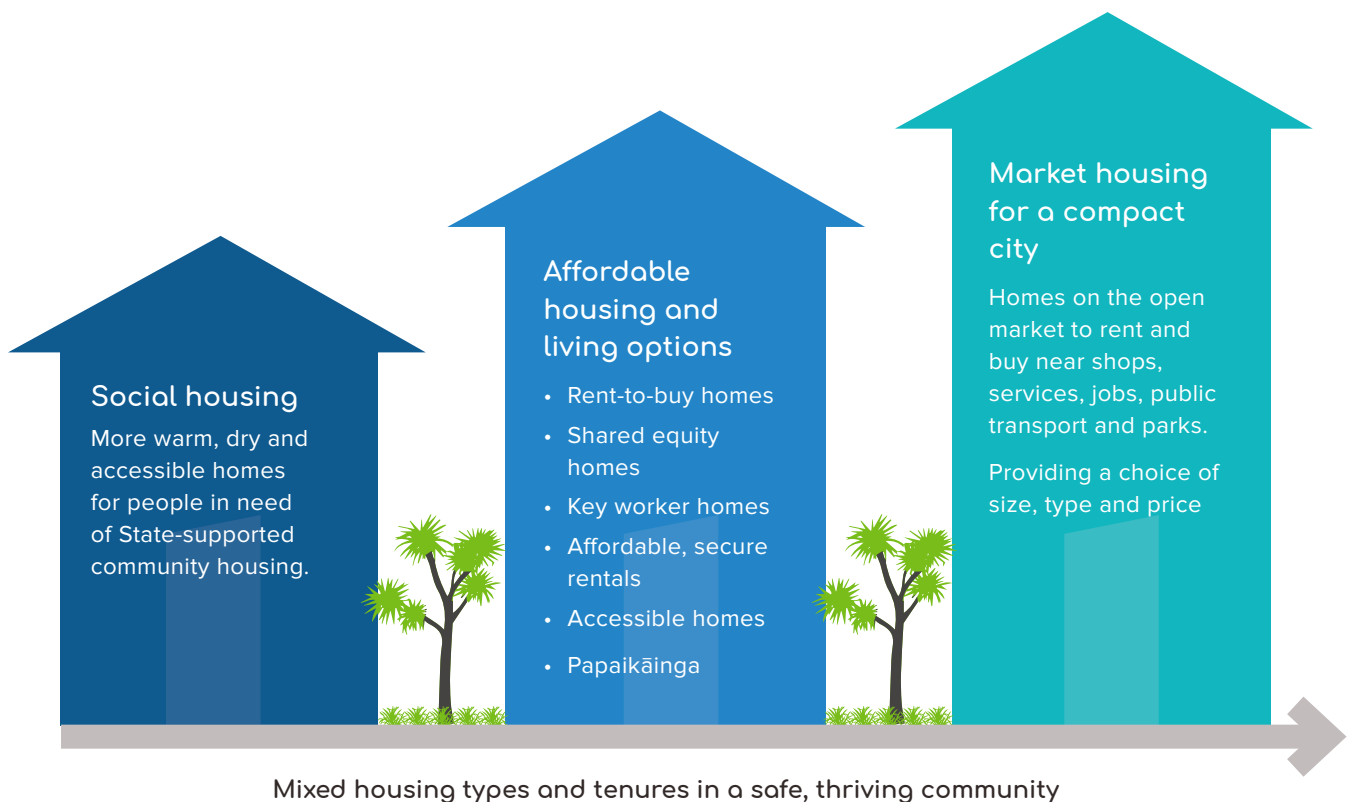 Social housing
More warm, dry and
accessible homes
for people in need
of State-supported
community housing.
Affordable
housing and
living options
• Rent-to-buy homes
• Shared equity
homes
• Key worker homes
• Affordable, secure
rentals
• Accessible homes
• Papaikāinga
Market housing
for a compact
city
Homes on the open
market to rent and
buy near shops,
services, jobs, public
transport and parks.
Providing a choice of
size, type and price
Mixed housing types and tenures in a safe, thriving community